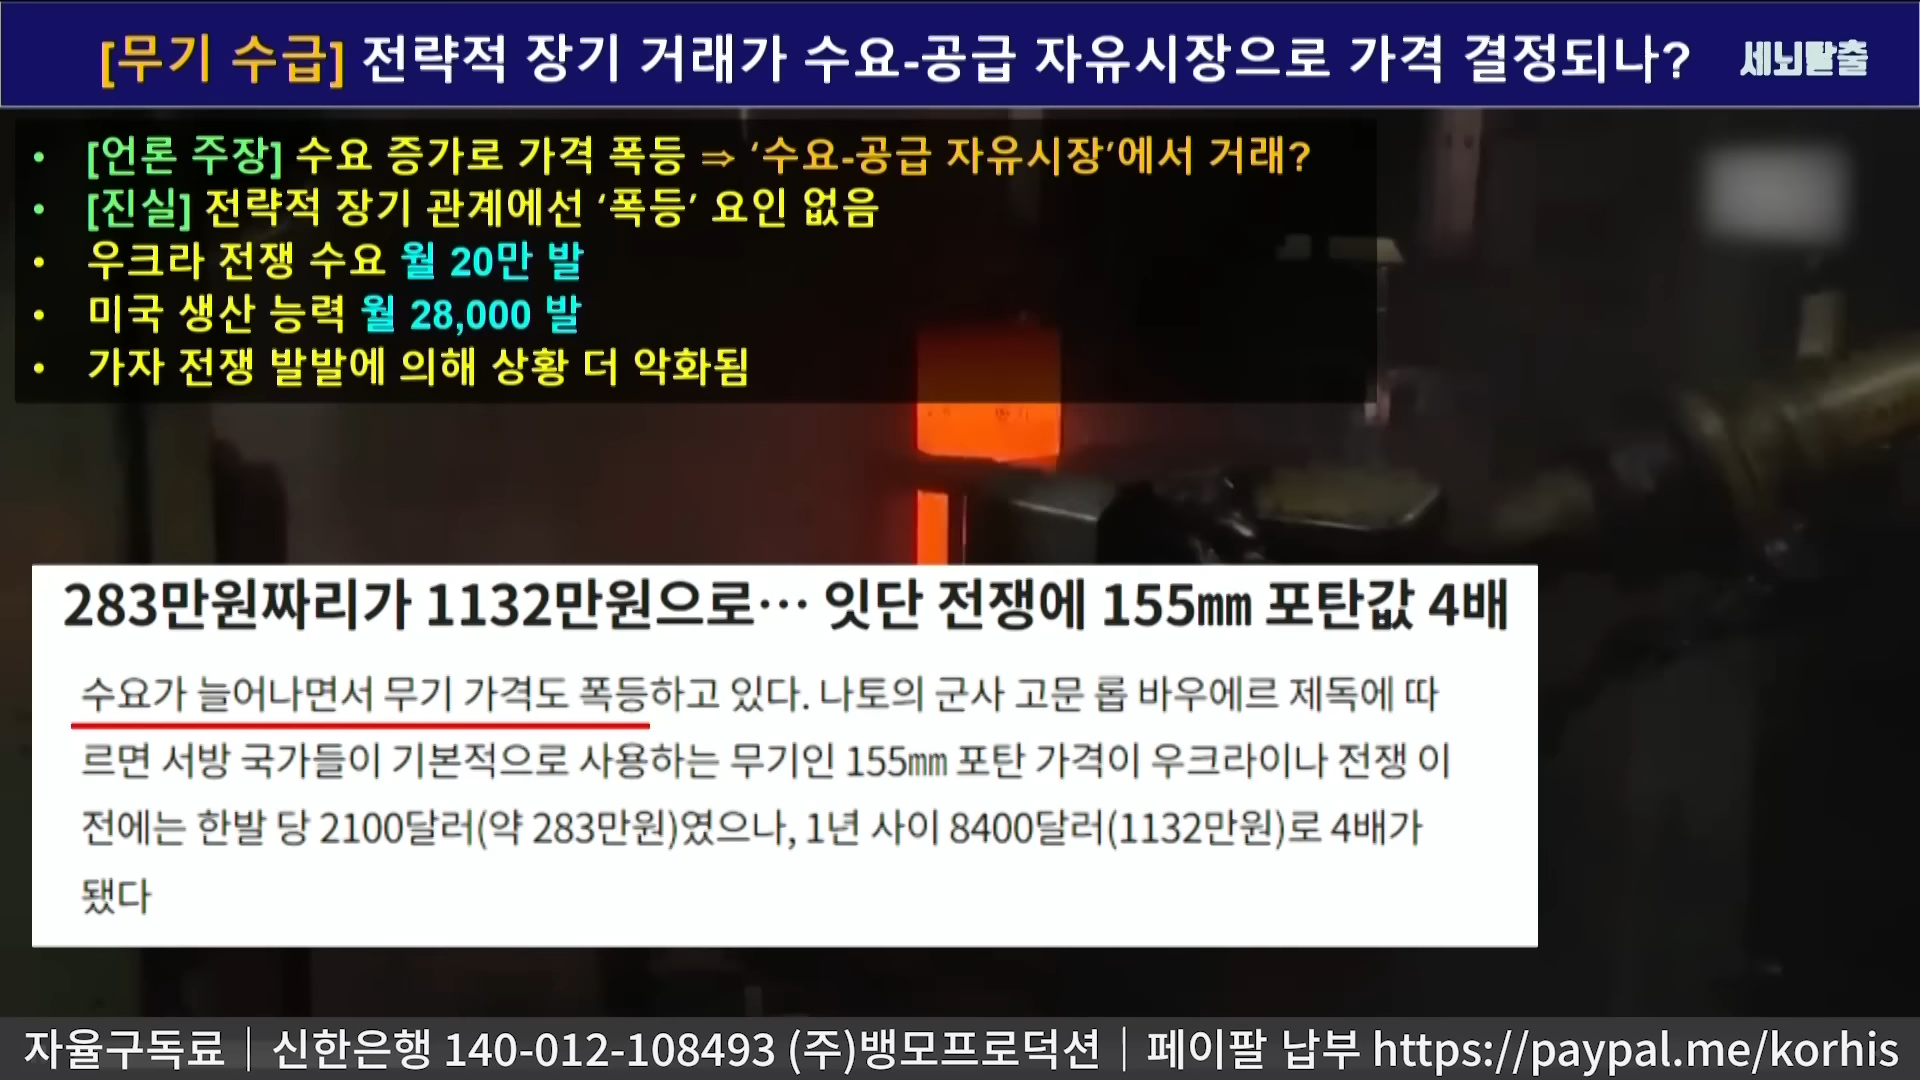 [무기 수급] 전략적 장기 거래가 수요-공급 자유시장으로 가격 결정되나?
세뇌탈출
• [언론 주장] 수요 증가로 가격 폭등 ⇒ ‘수요-공급 자유시장’에서 거래?
• [진실] 전략적 장기 관계에선 ‘폭등’ 요인 없음
• 우크라 전쟁 수요 월 20만 발
• 미국 생산 능력 월 28,000 발
• 가자 전쟁 발발에 의해 상황 더 악화됨
283만원짜리가 1132만원으로… 잇단 전쟁에 155㎜ 포탄값 4배
수요가 늘어나면서 무기 가격도 폭등하고 있다. 나토의 군사 고문 롭 바우에르 제독에 따
르면 서방 국가들이 기본적으로 사용하는 무기인 155㎜ 포탄 가격이 우크라이나 전쟁 이
전에는 한발 당 2100달러(약 283만원)였으나, 1년 사이 8400달러(1132만원)로 4배가
됐다
자율구독료｜신한은행 140-012-108493 (주)뱅모프로덕션｜페이팔 납부 https://paypal.me/korhis